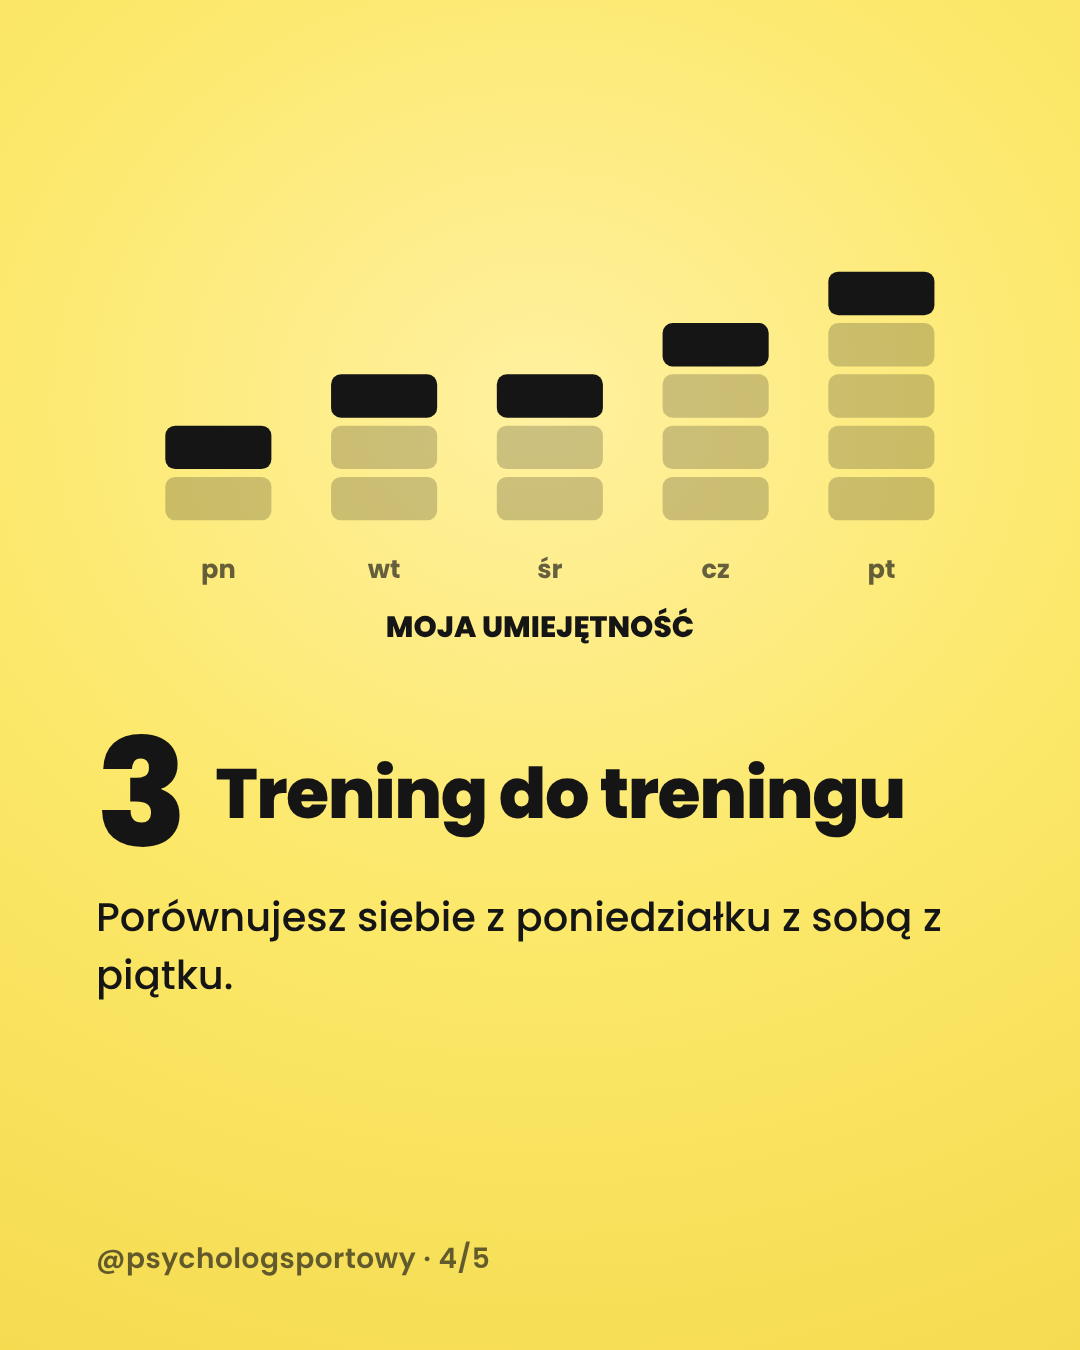 pn wt śr cz pt
MOJA UMIEJĘTNOŚĆ
3 Trening do treningu
Porównujesz siebie z poniedziałku z sobą z
piątku.
@psychologsportowy · 4/5